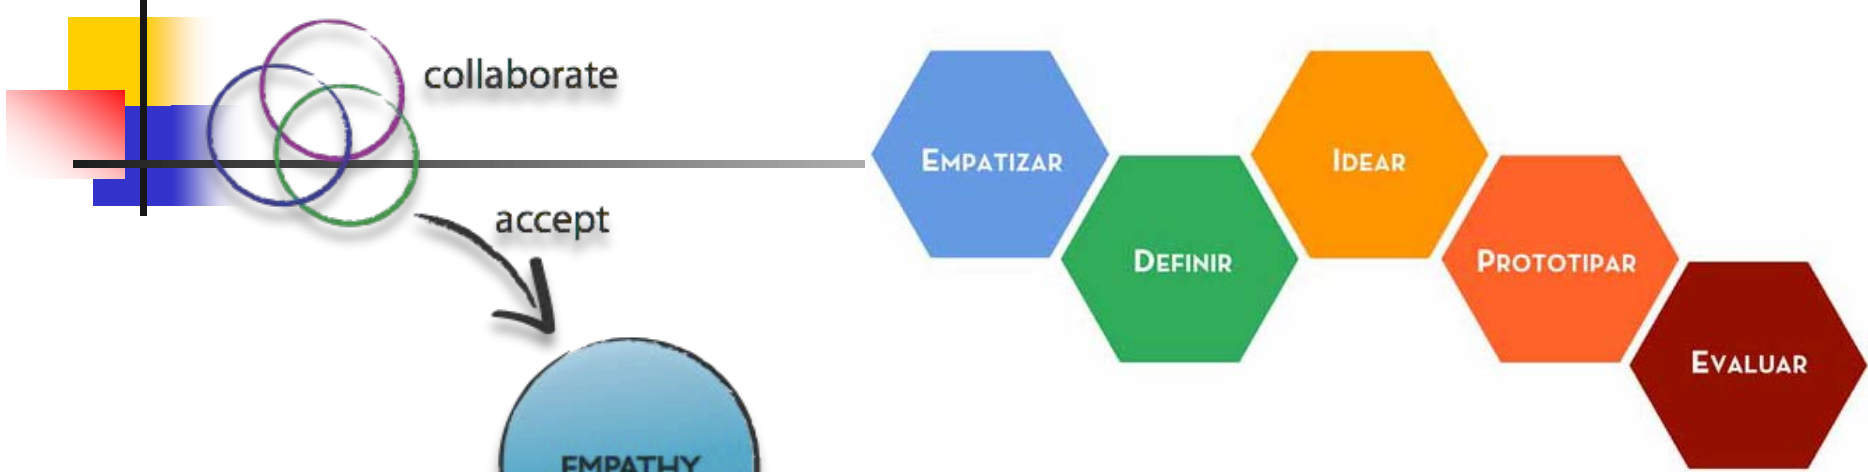 collaborate
accept
EMPATHY
EMPATIZAR
DEFINIR
IDEAR
PROTOTIPAR
EVALUAR